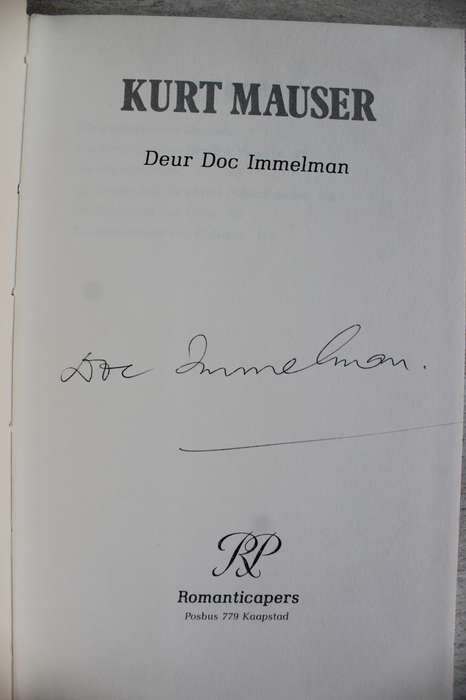 KURT MAUSER
Deur Doc Immelman
Doc Immelman.
RP
Romanticapers
Posbus 779 Kaapstad